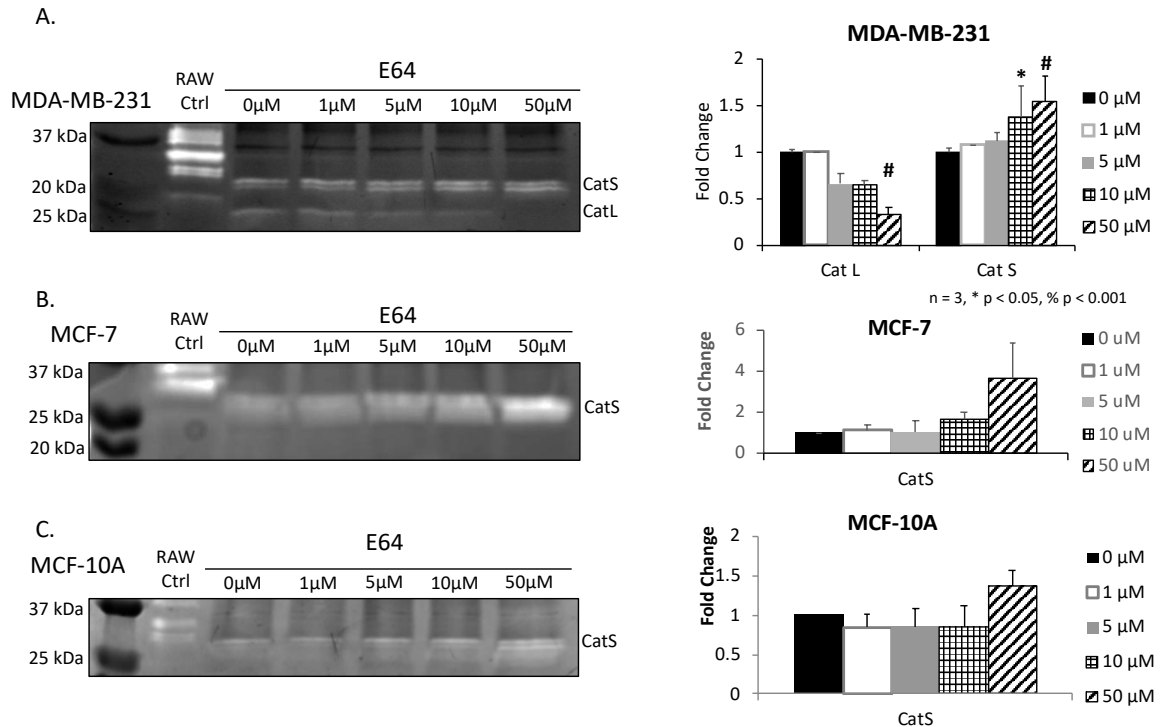 A.
MDA-MB-231
RAW
Ctrl
E64
0µM 1µM 5µM 10µM 50µM
37 kDa
20 kDa
25 kDa
CatS
CatL
MDA-MB-231
Fold Change
2
1.5
1
0.5
0
# * #
Cat L Cat S
0 µM
1 µM
5 µM
10 µM
50 µM
n = 3, * p < 0.05, % p < 0.001
B.
MCF-7
RAW
Ctrl
E64
0µM 1µM 5µM 10µM 50µM
37 kDa
25 kDa
20 kDa
CatS
MCF-7
Fold Change
6
4
2
0
CatS
0 uM
1 uM
5 uM
10 uM
50 uM
C.
MCF-10A
RAW
Ctrl
E64
0µM 1µM 5µM 10µM 50µM
37 kDa
25 kDa
CatS
MCF-10A
Fold Change
2
1.5
1
0.5
0
CatS
0 µM
1 µM
5 µM
10 µM
50 µM